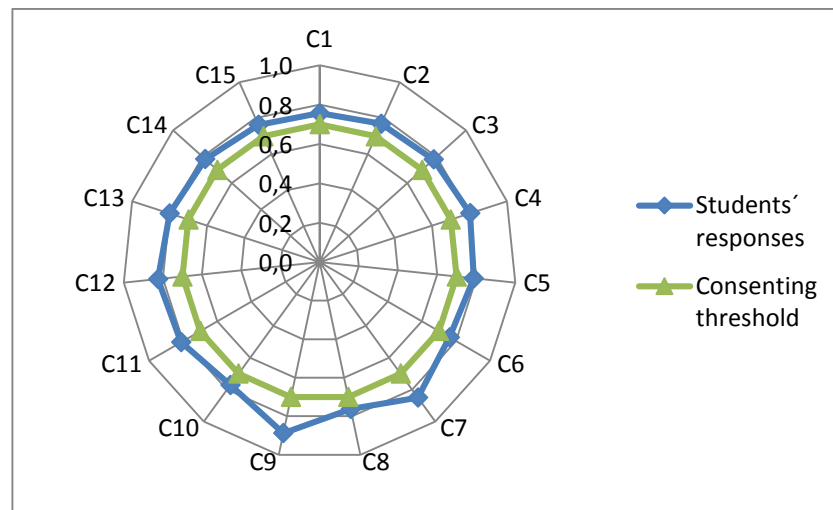 C1
C2
C3
C4
C5
C6
C7
C8
C9
C10
C11
C12
C13
C14
C15
1,0
0,8
0,6
0,4
0,2
0,0
Students´
responses
Consenting
threshold